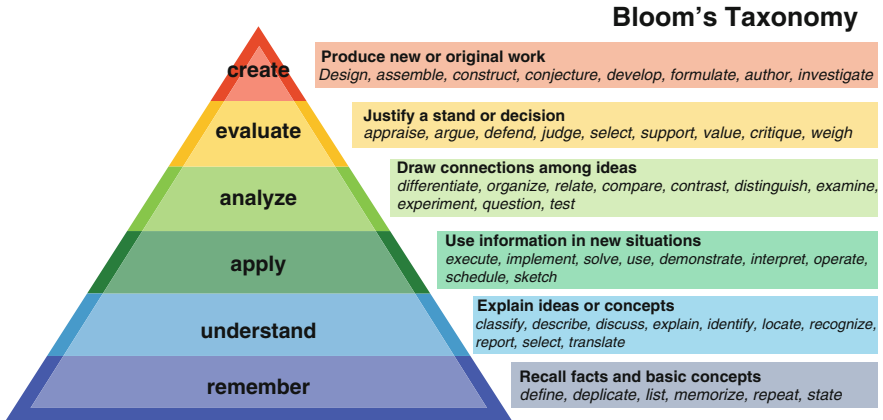 Bloom's Taxonomy
create
Produce new or original work
Design, assemble, construct, conjecture, develop, formulate, author, investigate
evaluate
Justify a stand or decision
appraise, argue, defend, judge, select, support, value, critique, weigh
analyze
Draw connections among ideas
differentiate, organize, relate, compare, contrast, distinguish, examine,
experiment, question, test
apply
Use information in new situations
execute, implement, solve, use, demonstrate, interpret, operate,
schedule, sketch
understand
Explain ideas or concepts
classify, describe, discuss, explain, identify, locate, recognize,
report, select, translate
remember
Recall facts and basic concepts
define, deplicate, list, memorize, repeat, state